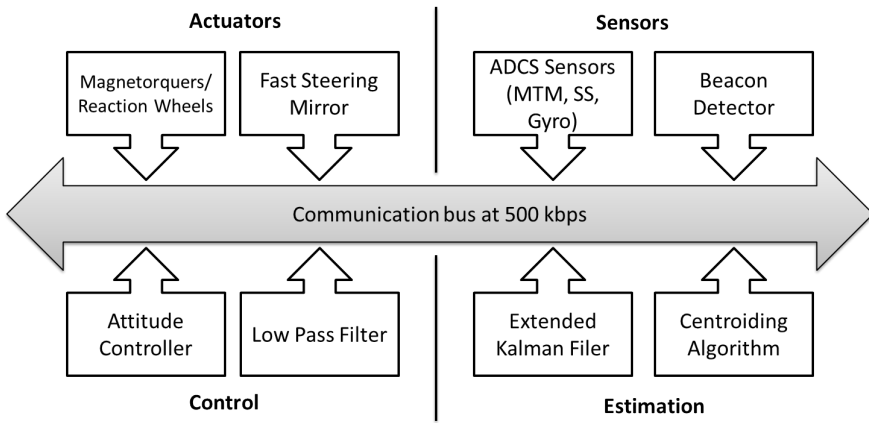 Actuators
Sensors
Magnetorquers/
Reaction Wheels
Fast Steering
Mirror
ADCS Sensors
(MTM, SS,
Gyro)
Beacon
Detector
Communication bus at 500 kbps
Attitude
Controller
Low Pass Filter
Extended
Kalman Filer
Centroiding
Algorithm
Control
Estimation